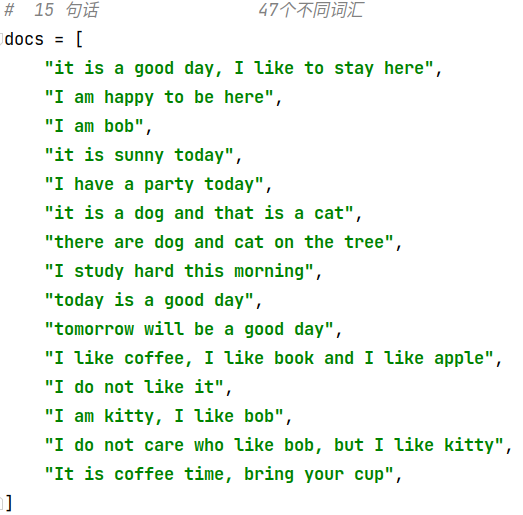 #  15 句话                47个不同词汇
docs = [
    "it is a good day, I like to stay here",
    "I am happy to be here",
    "I am bob",
    "it is sunny today",
    "I have a party today",
    "it is a dog and that is a cat",
    "there are dog and cat on the tree",
    "I study hard this morning",
    "today is a good day",
    "tomorrow will be a good day",
    "I like coffee, I like book and I like apple",
    "I do not like it",
    "I am kitty, I like bob",
    "I do not care who like bob, but I like kitty",
    "It is coffee time, bring your cup",
]